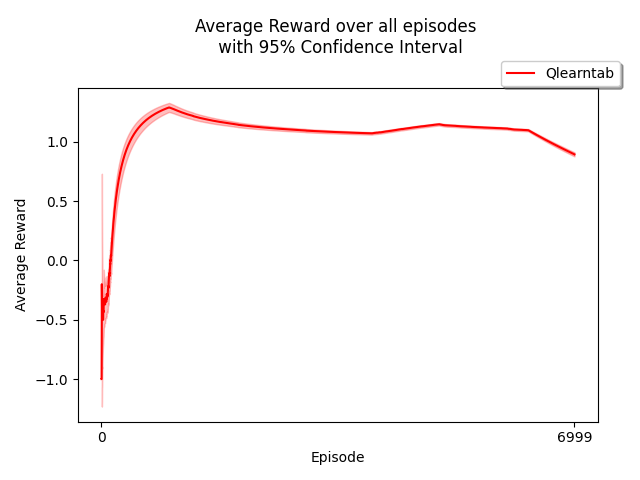 Average Reward over all episodes
with 95% Confidence Interval
Qlearntab
1.0
0.5
0.0
−0.5
−1.0
Average Reward
0
6999
Episode